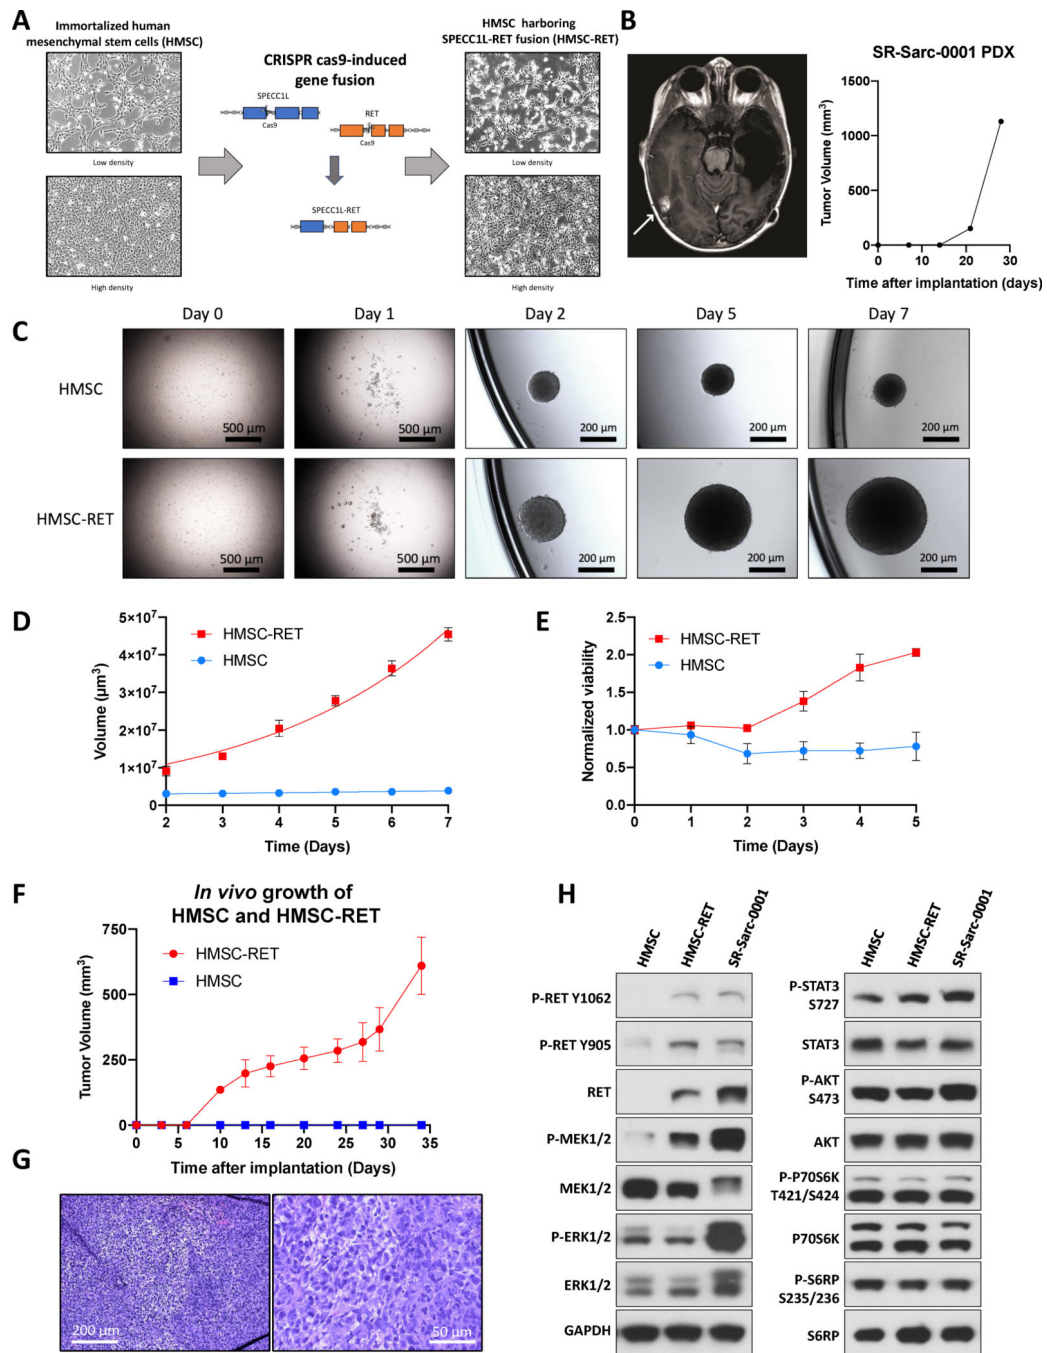 A
Immortalized human
mesenchymal stem cells (HMSC)
Low density
High density
CRISPR cas9-induced
gene fusion
SPECC1L
Cas9
RET
Cas9
SPECC1L-RET
HMSC harboring
SPECC1L-RET fusion (HMSC-RET)
Low density
High density
B
SR-Sarc-0001 PDX
Tumor Volume (mm³)
1500
1000
500
0
0 10 20 30
Time after implantation (days)
C
Day 0 Day 1 Day 2 Day 5 Day 7
HMSC
500 µm 500 µm 200 µm 200 µm 200 µm
HMSC-RET
500 µm 500 µm 200 µm 200 µm 200 µm
D
Volume (µm³)
5×10⁷
4×10⁷
3×10⁷
2×10⁷
1×10⁷
0
HMSC-RET
HMSC
2 3 4 5 6 7
Time (Days)
E
Normalized viability
2.5
2.0
1.5
1.0
0.5
0.0
HMSC-RET
HMSC
0 1 2 3 4 5
Time (Days)
F
In vivo growth of
HMSC and HMSC-RET
Tumor Volume (mm³)
750
500
250
0
HMSC-RET
HMSC
0 5 10 15 20 25 30 35
Time after implantation (Days)
G
200 µm
50 µm
H
HMSC
HMSC-RET
SR-Sarc-0001
P-RET Y1062
P-RET Y905
RET
P-MEK1/2
MEK1/2
P-ERK1/2
ERK1/2
GAPDH
HMSC
HMSC-RET
SR-Sarc-0001
P-STAT3
S727
STAT3
P-AKT
S473
AKT
P-P70S6K
T421/S424
P70S6K
P-S6RP
S235/236
S6RP